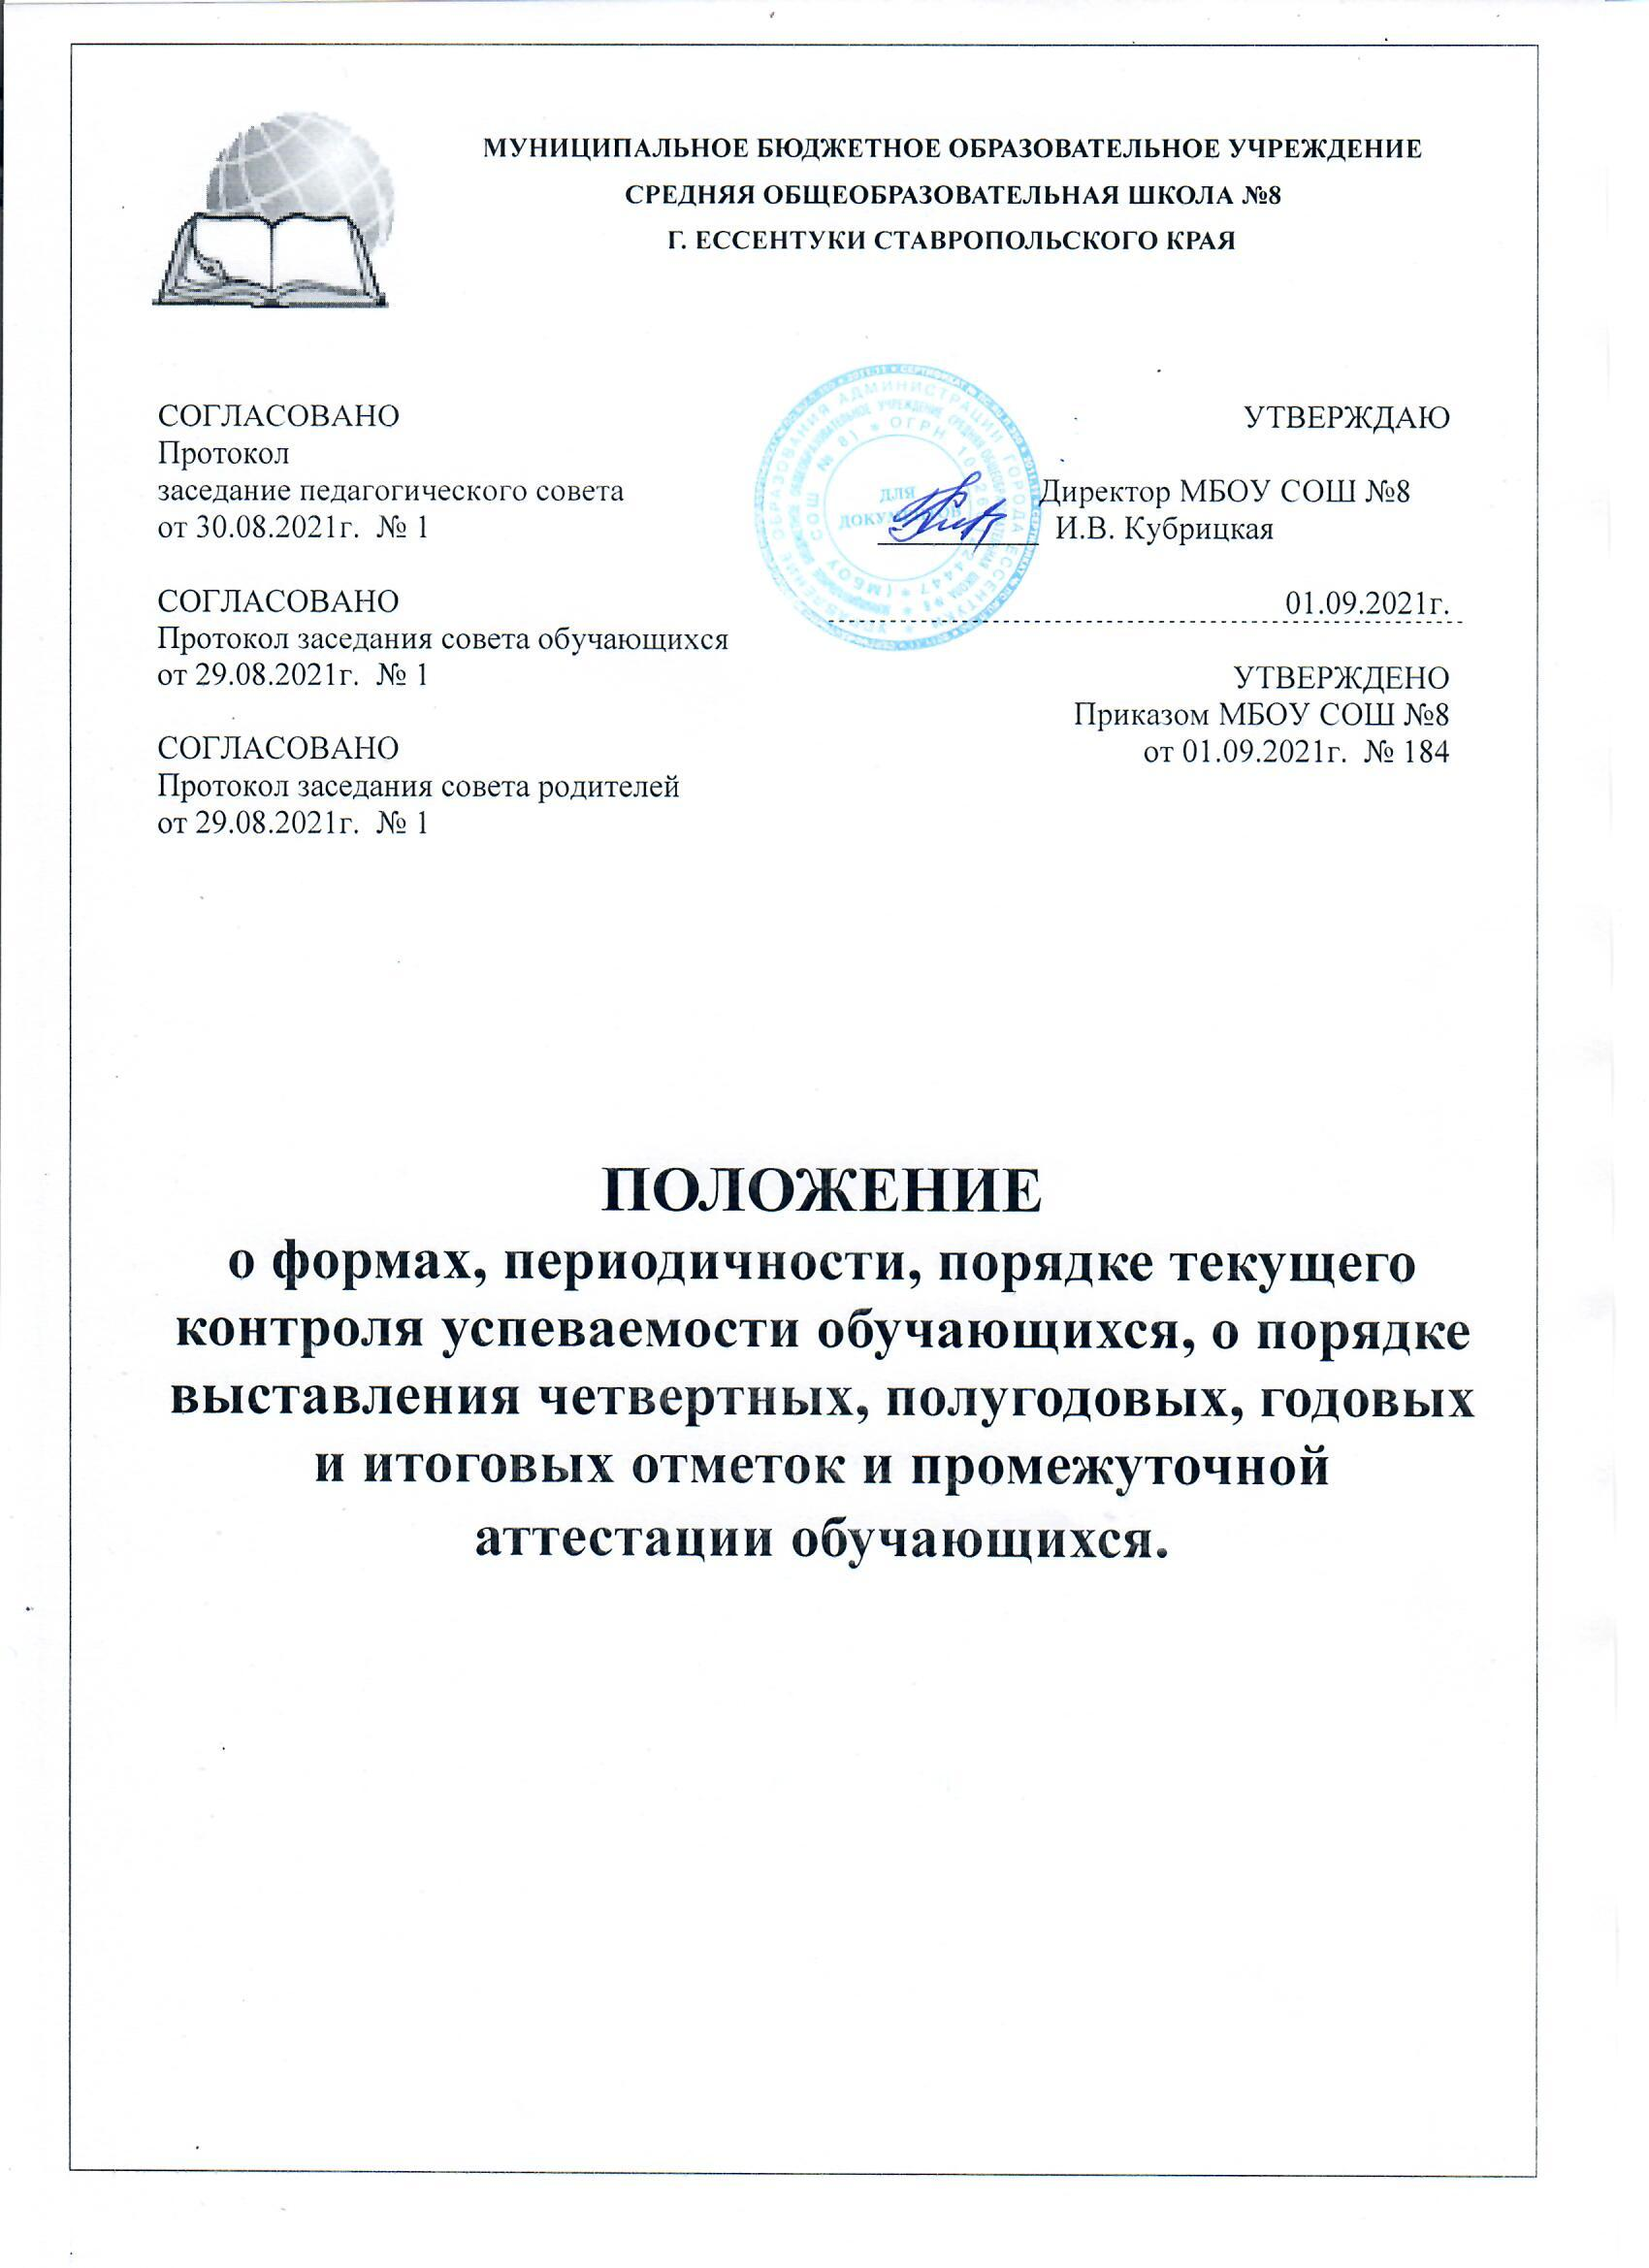 МУНИЦИПАЛЬНОЕ БЮДЖЕТНОЕ ОБРАЗОВАТЕЛЬНОЕ УЧРЕЖДЕНИЕ
СРЕДНЯЯ ОБЩЕОБРАЗОВАТЕЛЬНАЯ ШКОЛА №8
Г. ЕССЕНТУКИ СТАВРОПОЛЬСКОГО КРАЯ
СОГЛАСОВАНО
Протокол
заседание педагогического совета
от 30.08.2021г. № 1
СОГЛАСОВАНО
Протокол заседания совета обучающихся
от 29.08.2021г. № 1
СОГЛАСОВАНО
Протокол заседания совета родителей
от 29.08.2021г. № 1
УТВЕРЖДАЮ
Директор МБОУ СОШ №8
И.В. Кубрицкая
01.09.2021г.
УТВЕРЖДЕНО
Приказом МБОУ СОШ №8
от 01.09.2021г. № 184
ДЛЯ
ДОКУМЕНТОВ
ПОЛОЖЕНИЕ
о формах, периодичности, порядке текущего
контроля успеваемости обучающихся, о порядке
выставления четвертных, полугодовых, годовых
и итоговых отметок и промежуточной
аттестации обучающихся.